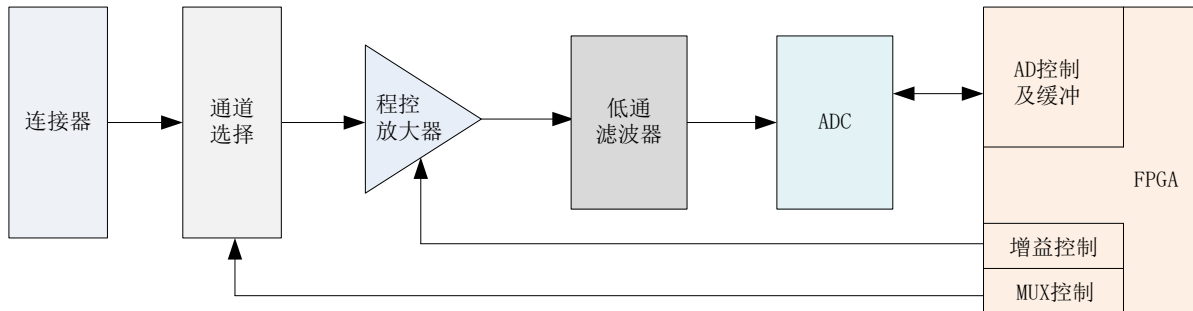 连接器
通道
选择
程控
放大器
低通
滤波器
ADC
AD控制
及缓冲
FPGA
增益控制
MUX控制